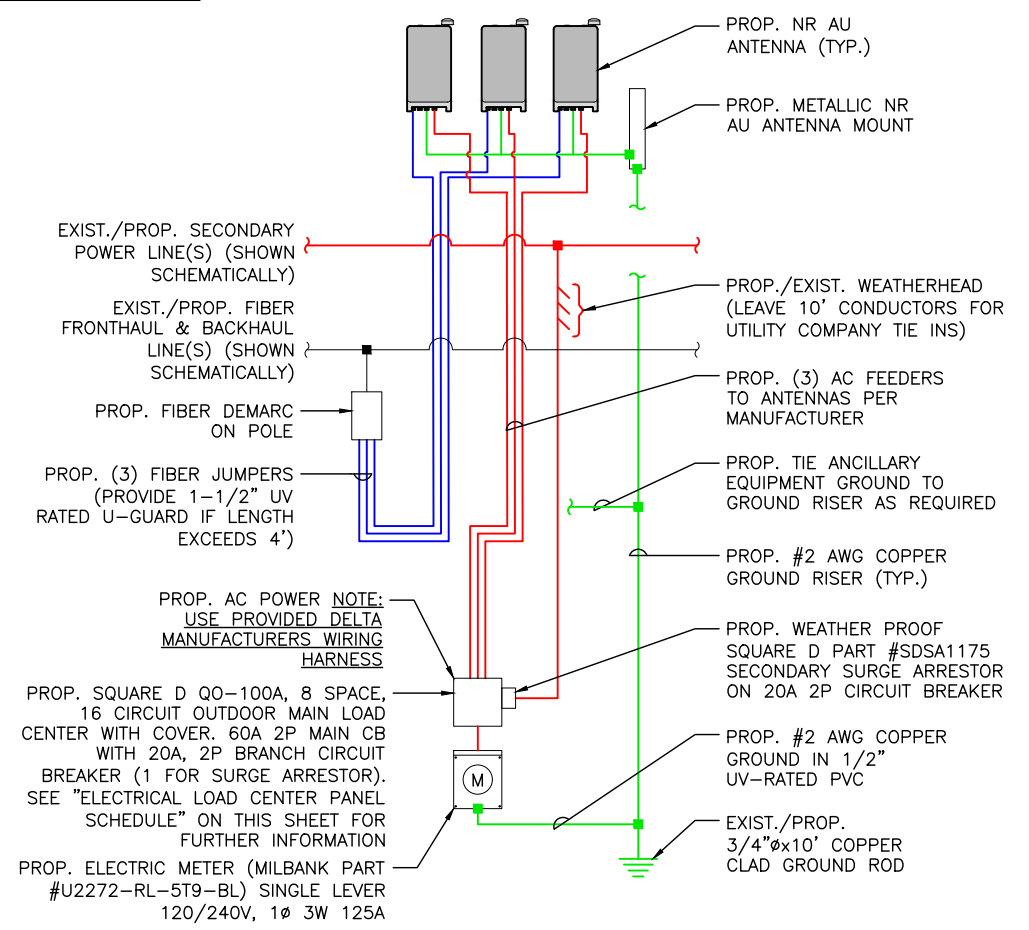 PROP. NR AU
ANTENNA (TYP.)
PROP. METALLIC NR
AU ANTENNA MOUNT
EXIST./PROP. SECONDARY
POWER LINE(S) (SHOWN
SCHEMATICALLY)
EXIST./PROP. FIBER
FRONTHAUL & BACKHAUL
LINE(S) (SHOWN
SCHEMATICALLY)
PROP. FIBER DEMARC
ON POLE
PROP. (3) FIBER JUMPERS
(PROVIDE 1-1/2" UV
RATED U-GUARD IF LENGTH
EXCEEDS 4')
PROP. AC POWER NOTE:
USE PROVIDED DELTA
MANUFACTURERS WIRING
HARNESS
PROP. SQUARE D QO-100A, 8 SPACE,
16 CIRCUIT OUTDOOR MAIN LOAD
CENTER WITH COVER. 60A 2P MAIN CB
WITH 20A, 2P BRANCH CIRCUIT
BREAKER (1 FOR SURGE ARRESTOR).
SEE "ELECTRICAL LOAD CENTER PANEL
SCHEDULE" ON THIS SHEET FOR
FURTHER INFORMATION
PROP. ELECTRIC METER (MILBANK PART
#U2272-RL-5T9-BL) SINGLE LEVER
120/240V, 1ø 3W 125A
M
PROP./EXIST. WEATHERHEAD
(LEAVE 10' CONDUCTORS FOR
UTILITY COMPANY TIE INS)
PROP. (3) AC FEEDERS
TO ANTENNAS PER
MANUFACTURER
PROP. TIE ANCILLARY
EQUIPMENT GROUND TO
GROUND RISER AS REQUIRED
PROP. #2 AWG COPPER
GROUND RISER (TYP.)
PROP. WEATHER PROOF
SQUARE D PART #SDSA1175
SECONDARY SURGE ARRESTOR
ON 20A 2P CIRCUIT BREAKER
PROP. #2 AWG COPPER
GROUND IN 1/2"
UV-RATED PVC
EXIST./PROP.
3/4"øx10' COPPER
CLAD GROUND ROD